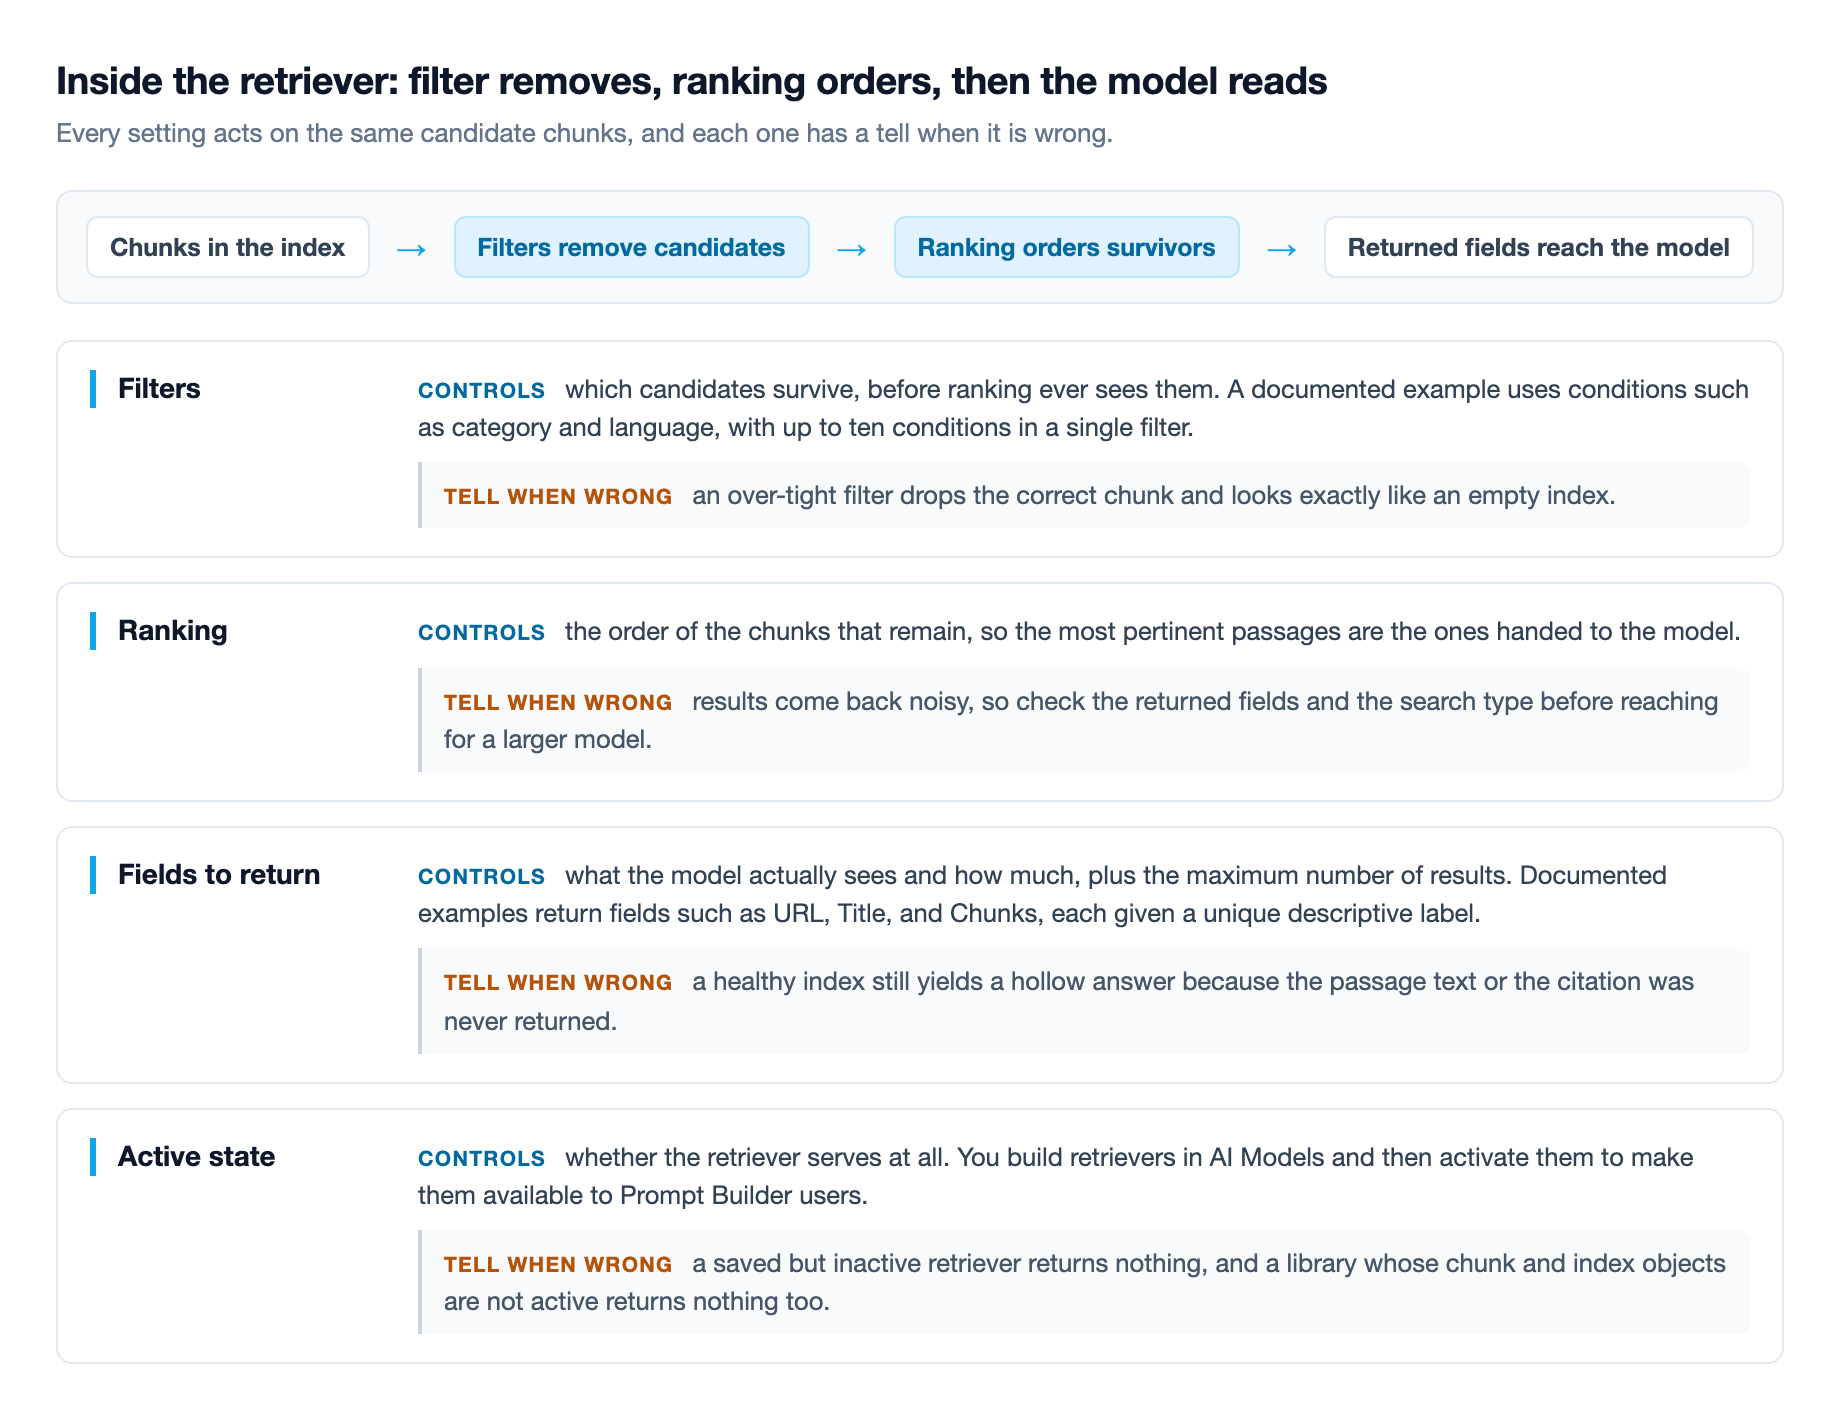 Inside the retriever: filter removes, ranking orders, then the model reads
Every setting acts on the same candidate chunks, and each one has a tell when it is wrong.
Chunks in the index → Filters remove candidates → Ranking orders survivors → Returned fields reach the model
Filters
CONTROLS which candidates survive, before ranking ever sees them. A documented example uses conditions such
as category and language, with up to ten conditions in a single filter.
TELL WHEN WRONG an over-tight filter drops the correct chunk and looks exactly like an empty index.
Ranking
CONTROLS the order of the chunks that remain, so the most pertinent passages are the ones handed to the model.
TELL WHEN WRONG results come back noisy, so check the returned fields and the search type before reaching
for a larger model.
Fields to return
CONTROLS what the model actually sees and how much, plus the maximum number of results. Documented
examples return fields such as URL, Title, and Chunks, each given a unique descriptive label.
TELL WHEN WRONG a healthy index still yields a hollow answer because the passage text or the citation was
never returned.
Active state
CONTROLS whether the retriever serves at all. You build retrievers in AI Models and then activate them to make
them available to Prompt Builder users.
TELL WHEN WRONG a saved but inactive retriever returns nothing, and a library whose chunk and index objects
are not active returns nothing too.